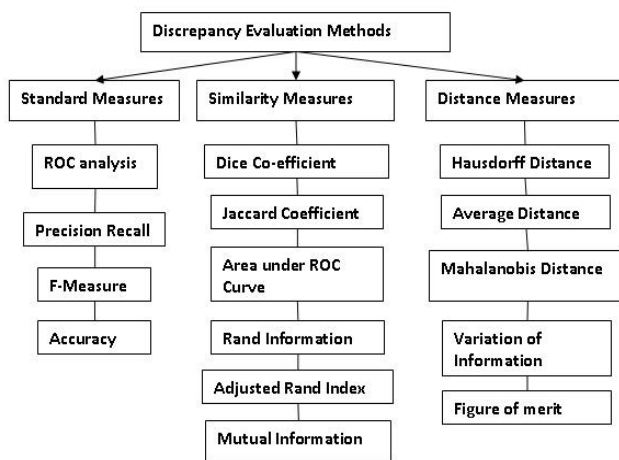 Discrepancy Evaluation Methods
Standard Measures
ROC analysis
Precision Recall
F-Measure
Accuracy
Similarity Measures
Dice Co-efficient
Jaccard Coefficient
Area under ROC
Curve
Rand Information
Adjusted Rand Index
Mutual Information
Distance Measures
Hausdorff Distance
Average Distance
Mahalanobis Distance
Variation of
Information
Figure of merit